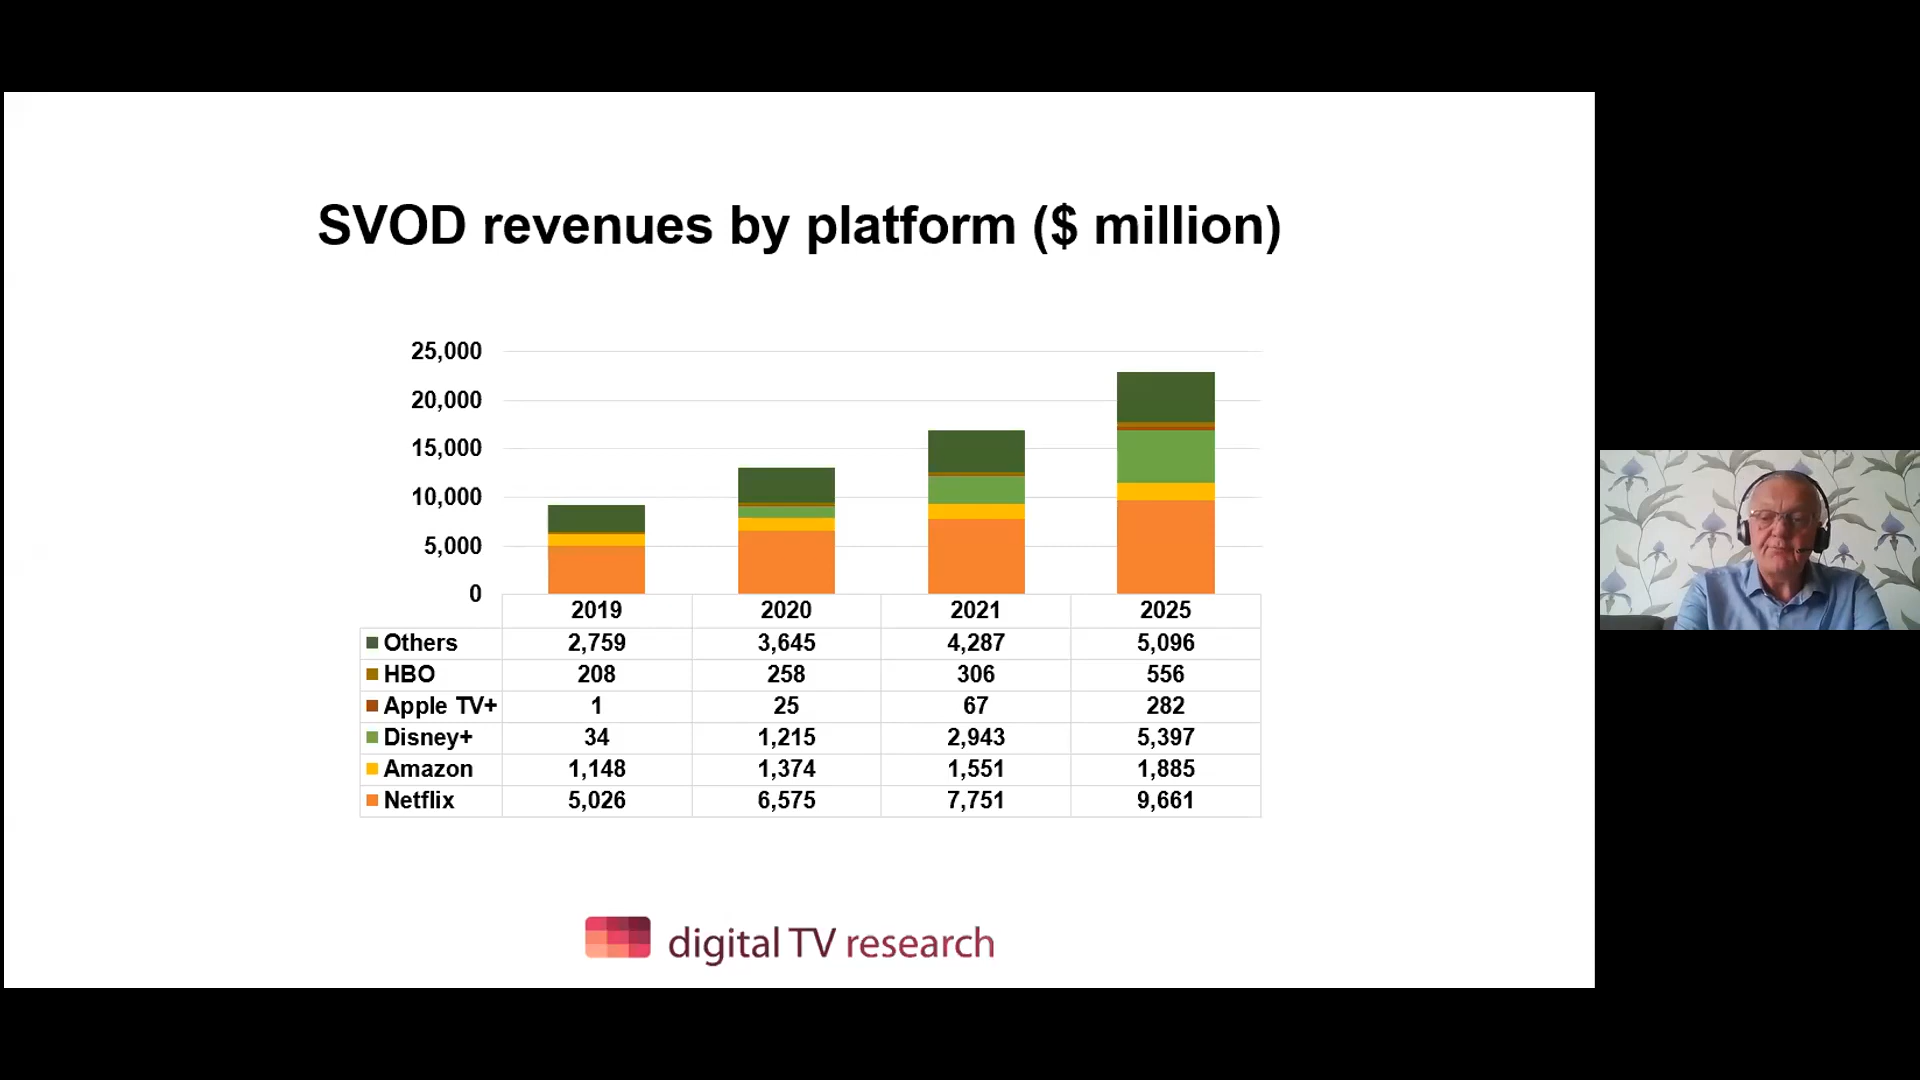 SVOD revenues by platform ($ million)
25,000
20,000
15,000
10,000
5,000
0
2019 2020 2021 2025
Others 2,759 3,645 4,287 5,096
HBO 208 258 306 556
Apple TV+ 1 25 67 282
Disney+ 34 1,215 2,943 5,397
Amazon 1,148 1,374 1,551 1,885
Netflix 5,026 6,575 7,751 9,661
digital TV research